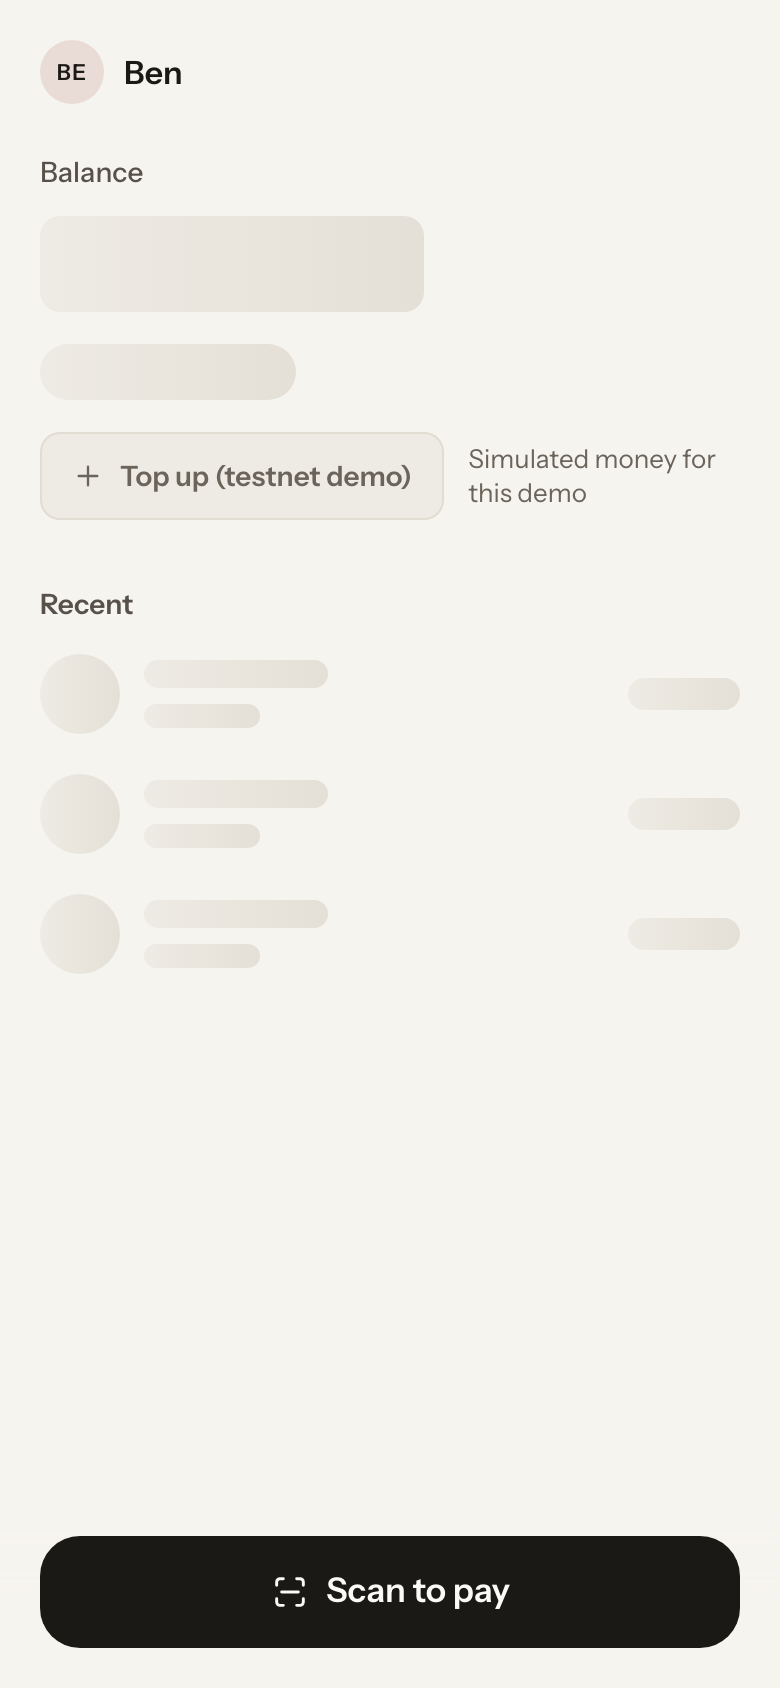 BE
Ben
Balance
Top up (testnet demo)
Simulated money for
this demo
Recent
Scan to pay